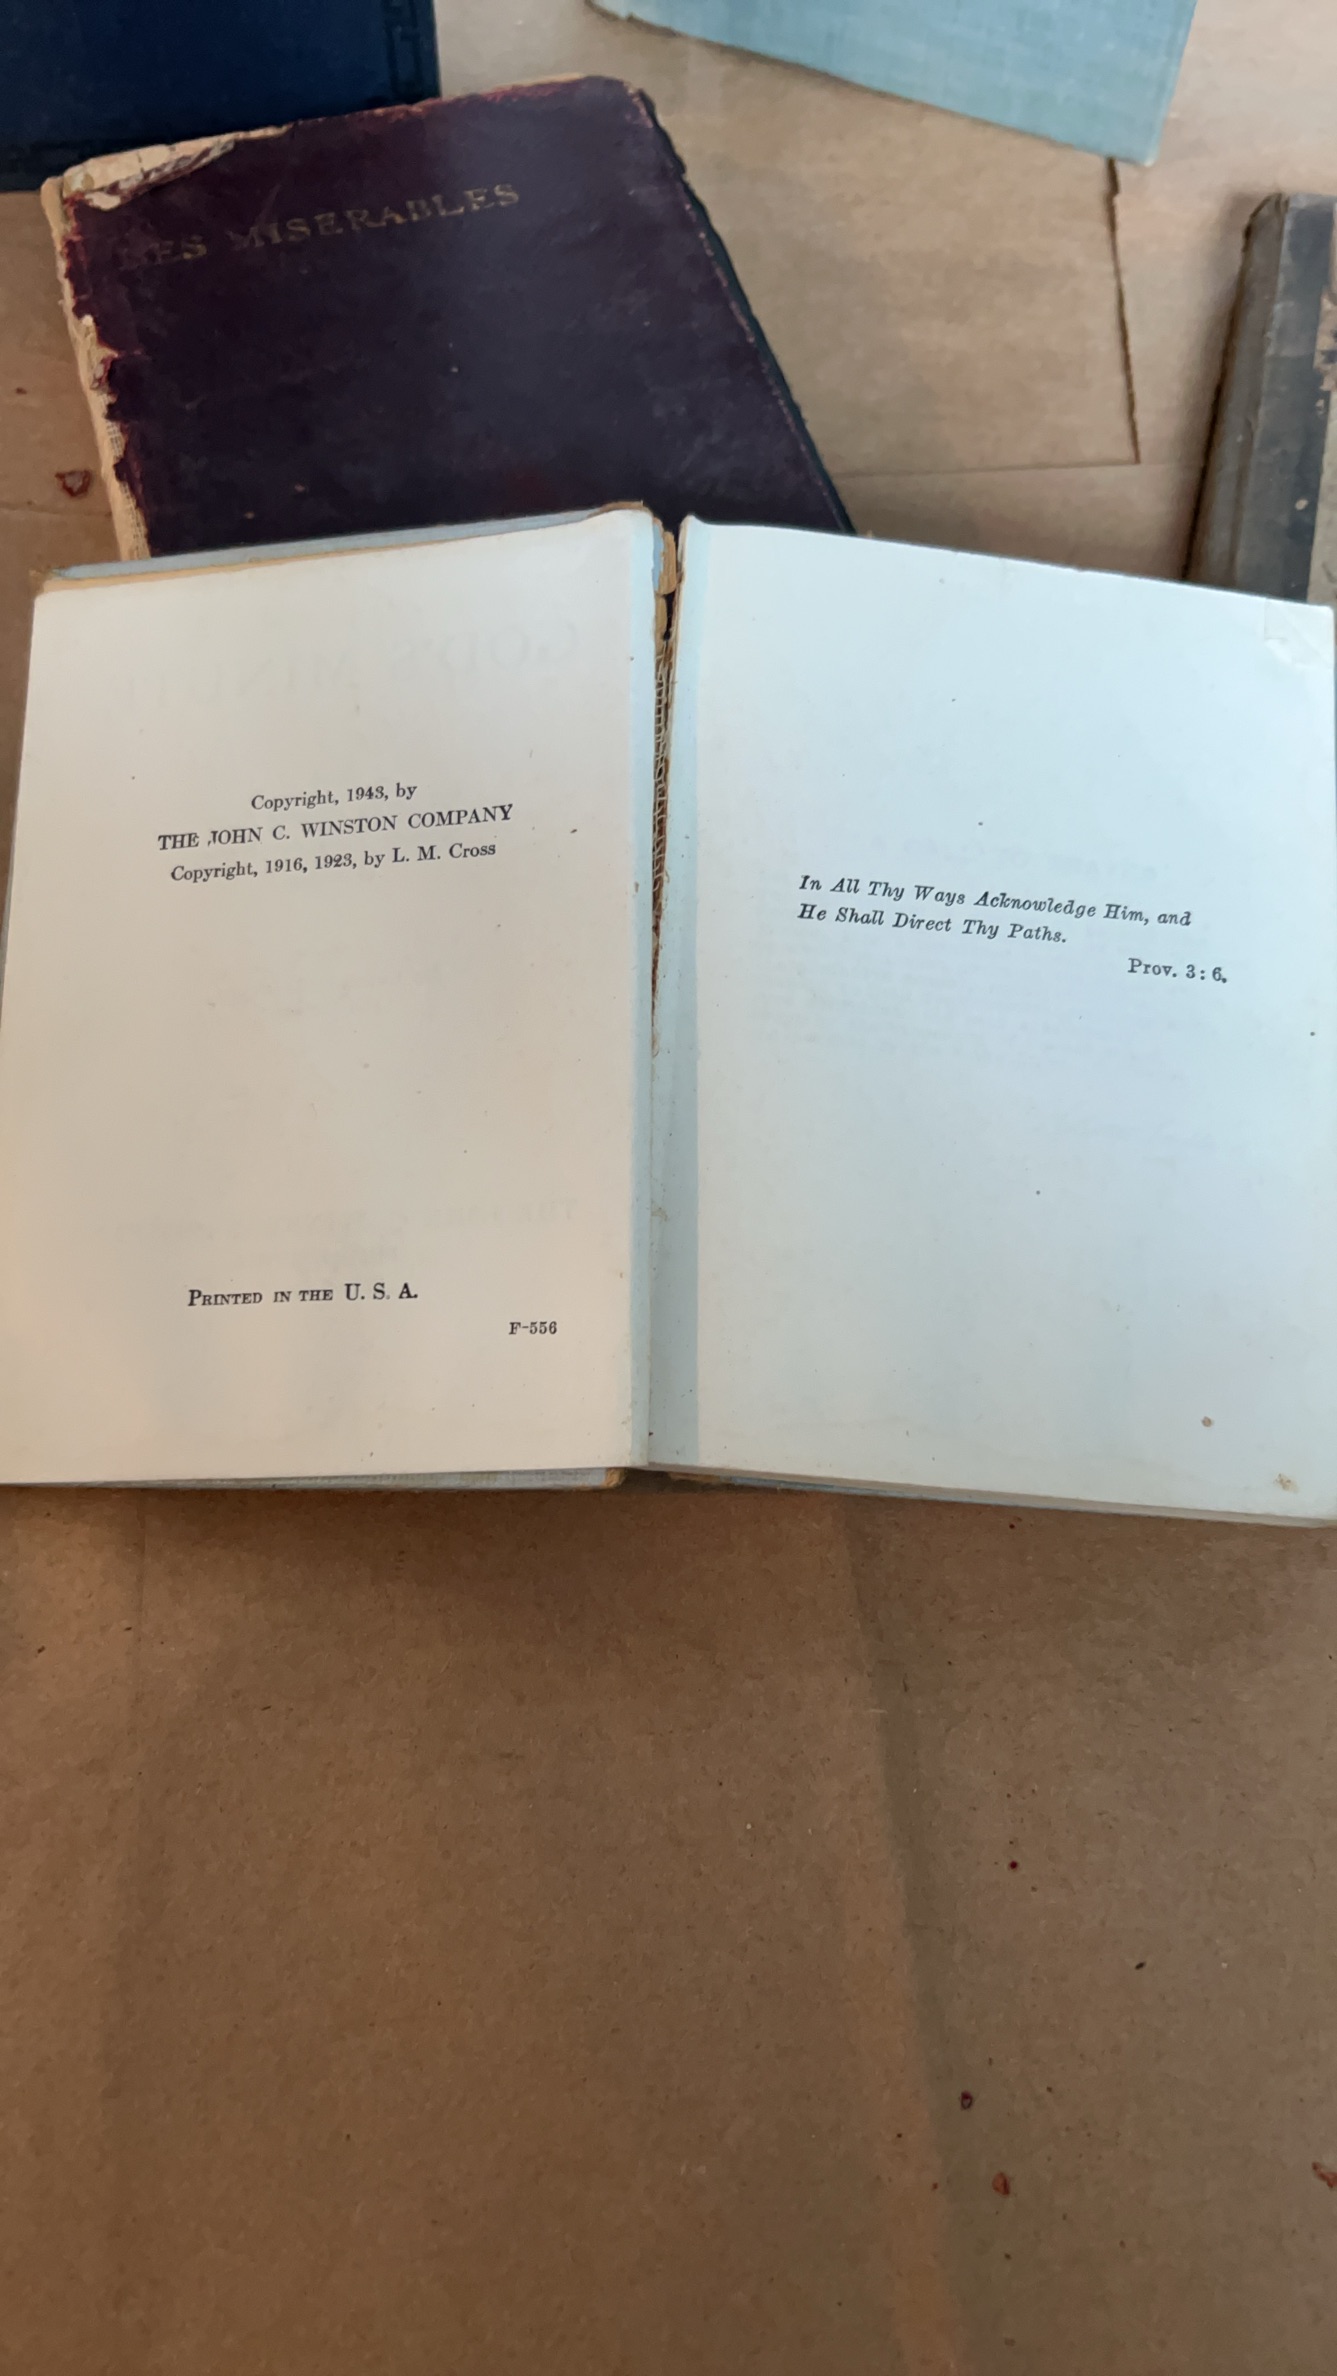 LES MISERABLES
Copyright, 1943, by
THE JOHN C. WINSTON COMPANY
Copyright, 1916, 1923, by L. M. Cross
PRINTED IN THE U. S. A.
F-556
In All Thy Ways Acknowledge Him, and
He Shall Direct Thy Paths.
Prov. 3:6.